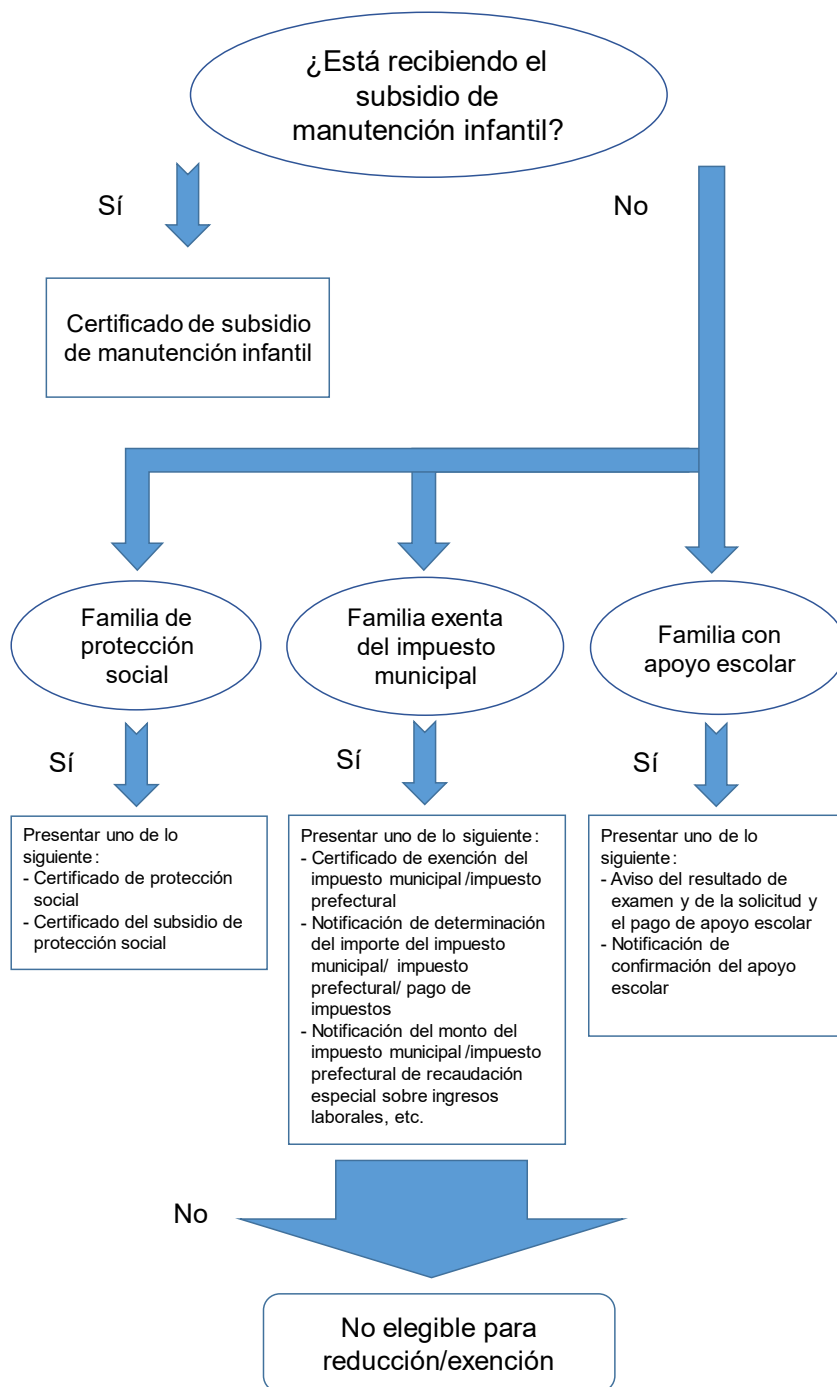 ¿Está recibiendo el
subsidio de
manutención infantil?
Sí
No
Certificado de subsidio
de manutención infantil
Familia de
protección
social
Familia exenta
del impuesto
municipal
Familia con
apoyo escolar
Sí
Sí
Sí
Presentar uno de lo
siguiente:
- Certificado de protección
social
- Certificado del subsidio de
protección social
Presentar uno de lo siguiente:
- Certificado de exención del
impuesto municipal/impuesto
prefectural
- Notificación de determinación
del importe del impuesto
municipal/ impuesto
prefectural/ pago de
impuestos
- Notificación del monto del
impuesto municipal/impuesto
prefectural de recaudación
especial sobre ingresos
laborales, etc.
Presentar uno de lo
siguiente:
- Aviso del resultado de
examen y de la solicitud y
el pago de apoyo escolar
- Notificación de
confirmación del apoyo
escolar
No
No elegible para
reducción/exención